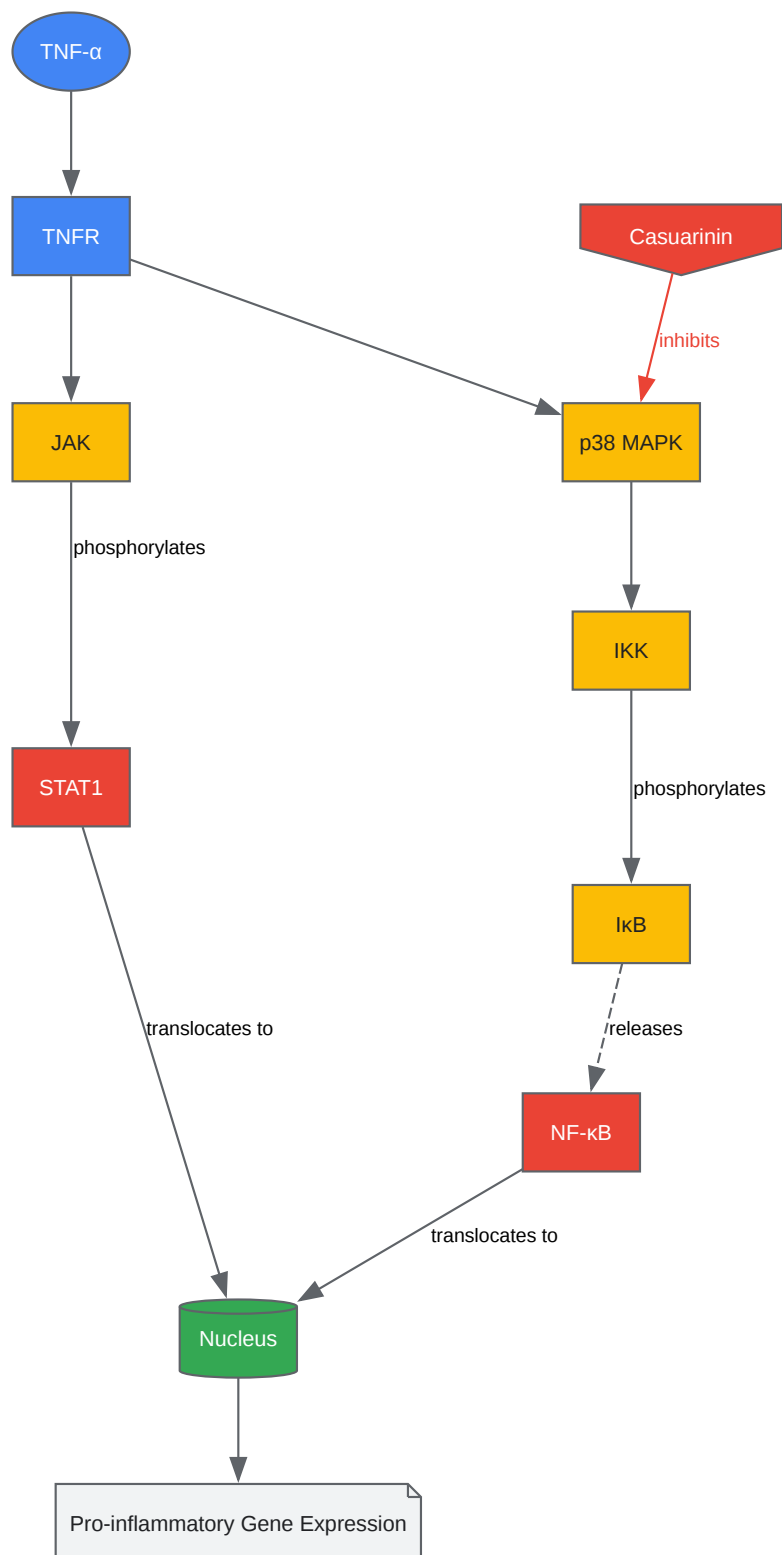 TNF-α
TNFR
Casuarinin
inhibits
JAK
p38 MAPK
phosphorylates
IKK
STAT1
phosphorylates
IκB
translocates to
releases
NF-κB
translocates to
Nucleus
Pro-inflammatory Gene Expression